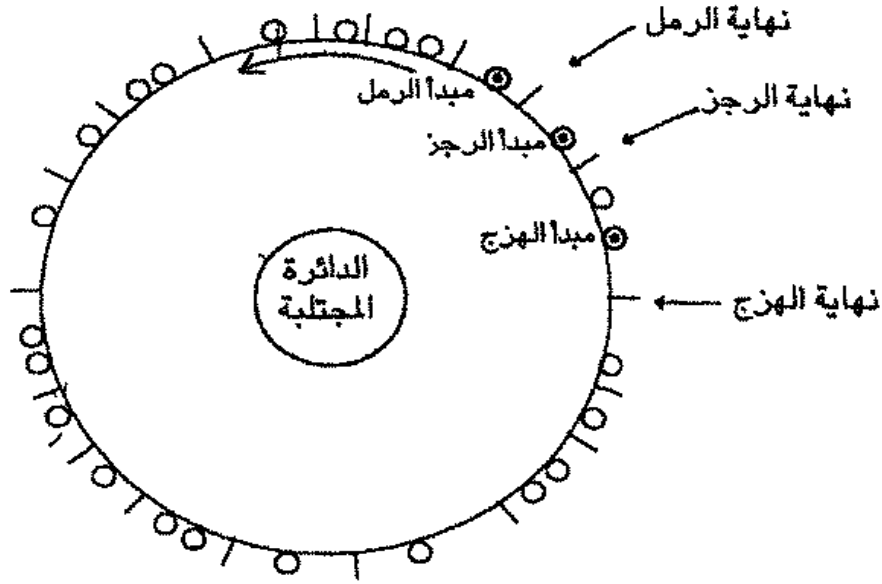 نهاية الرمل
مبدأ الرمل
نهاية الرجز
مبدأ الرجز
مبدأ الهزج
الدائرة
المجتلبة
نهاية الهزج